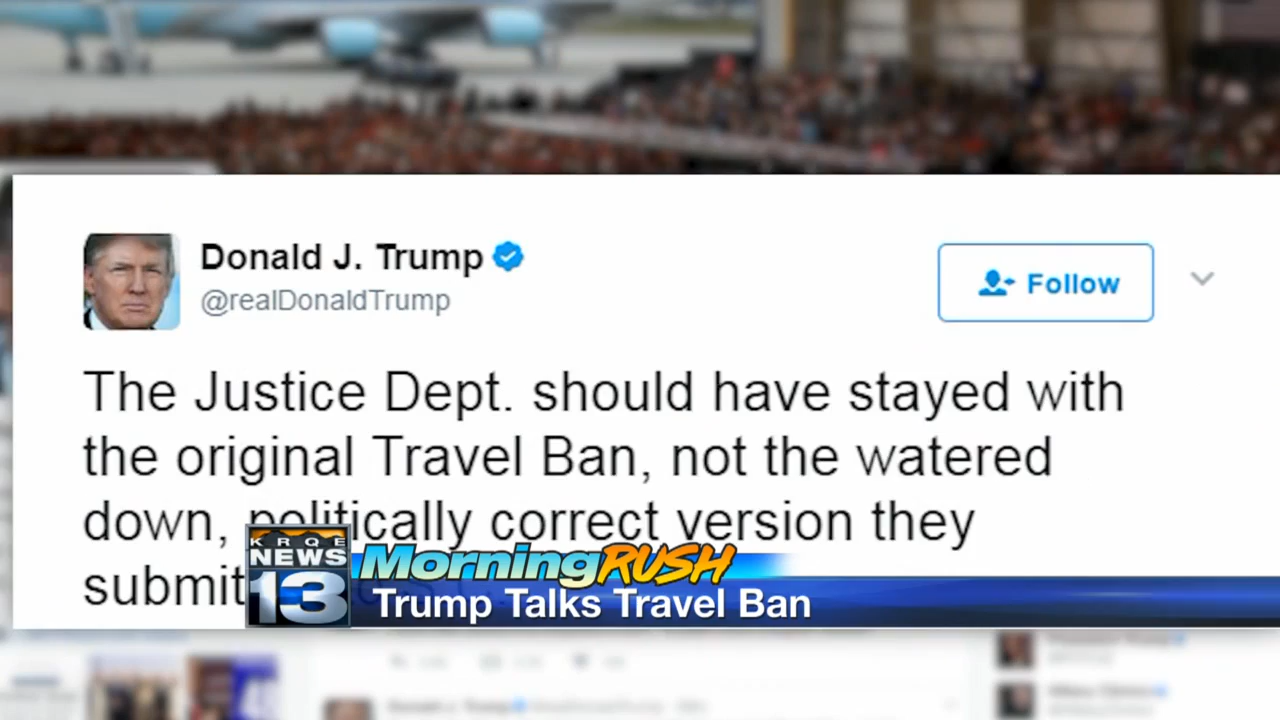 Donald J. Trump
@realDonaldTrump
Follow
The Justice Dept. should have stayed with
the original Travel Ban, not the watered
down, politically correct version they
submit
KRQE
NEWS
13
MorningRUSH
Trump Talks Travel Ban